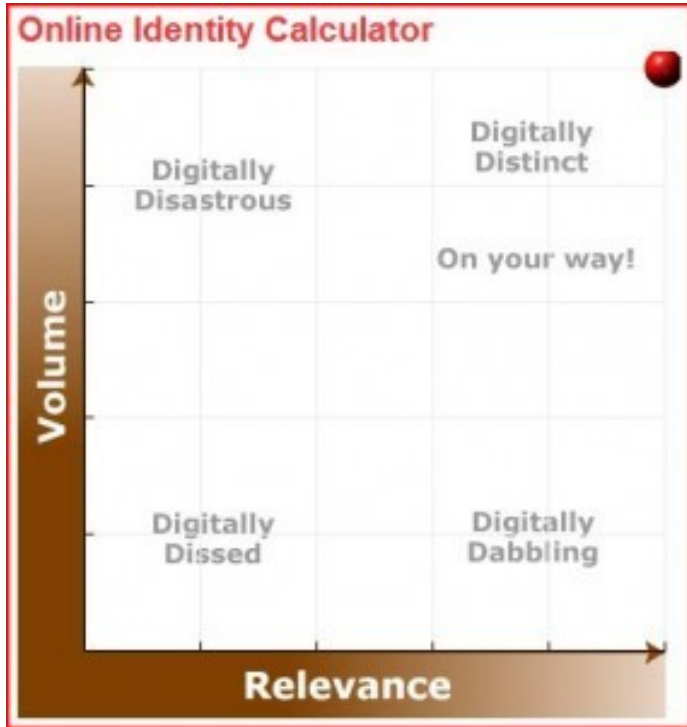 Online Identity Calculator
Digitally
Disastrous
Digitally
Distinct
On your way!
Volume
Digitally
Dissed
Digitally
Dabbling
Relevance